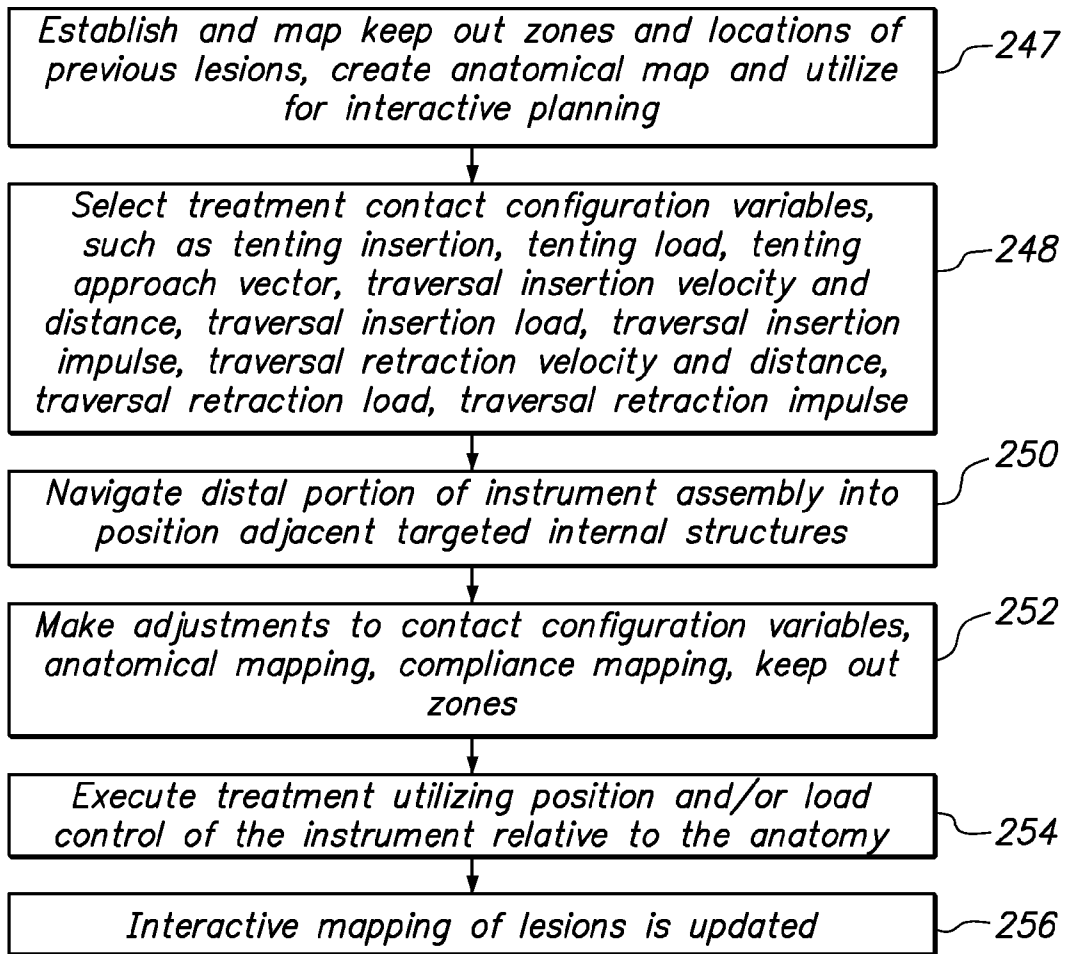 Establish and map keep out zones and locations of
previous lesions, create anatomical map and utilize
for interactive planning
247
Select treatment contact configuration variables,
such as tenting insertion, tenting load, tenting
approach vector, traversal insertion velocity and
distance, traversal insertion load, traversal insertion
impulse, traversal retraction velocity and distance,
traversal retraction load, traversal retraction impulse
248
Navigate distal portion of instrument assembly into
position adjacent targeted internal structures
250
Make adjustments to contact configuration variables,
anatomical mapping, compliance mapping, keep out
zones
252
Execute treatment utilizing position and/or load
control of the instrument relative to the anatomy
254
Interactive mapping of lesions is updated
256